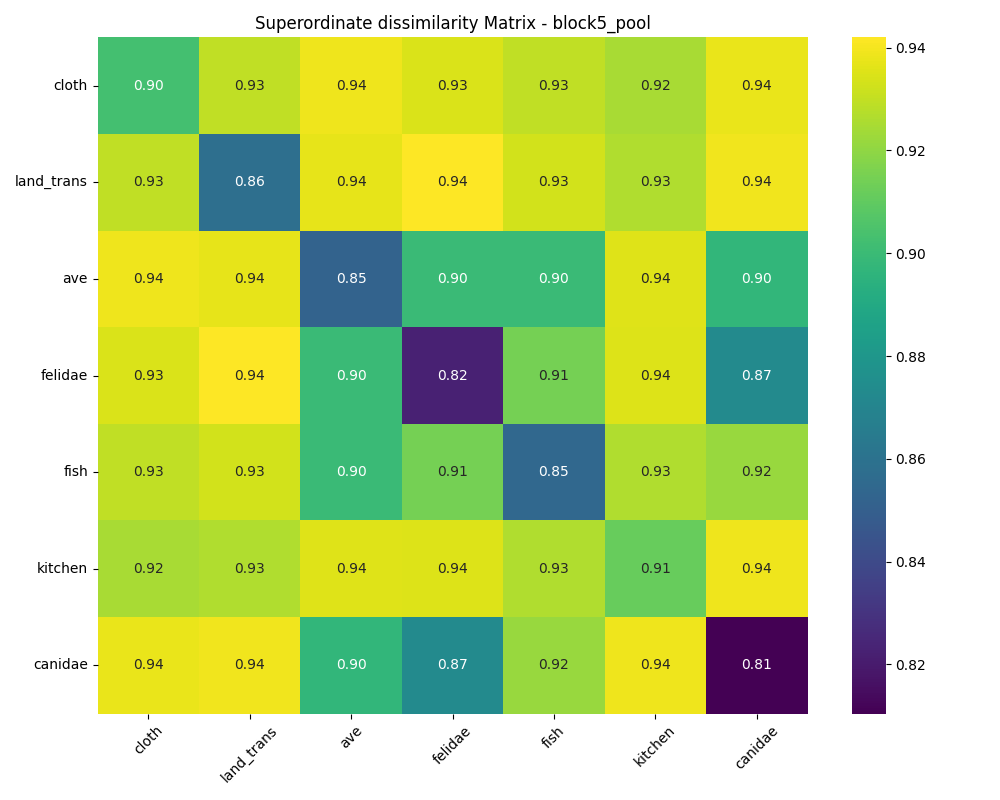 Superordinate dissimilarity Matrix - block5_pool
cloth 0.90 0.93 0.94 0.93 0.93 0.92 0.94
land_trans 0.93 0.86 0.94 0.94 0.93 0.93 0.94
ave 0.94 0.94 0.85 0.90 0.90 0.94 0.90
felidae 0.93 0.94 0.90 0.82 0.91 0.94 0.87
fish 0.93 0.93 0.90 0.91 0.85 0.93 0.92
kitchen 0.92 0.93 0.94 0.94 0.93 0.91 0.94
canidae 0.94 0.94 0.90 0.87 0.92 0.94 0.81
cloth land_trans ave felidae fish kitchen canidae
0.94
0.92
0.90
0.88
0.86
0.84
0.82